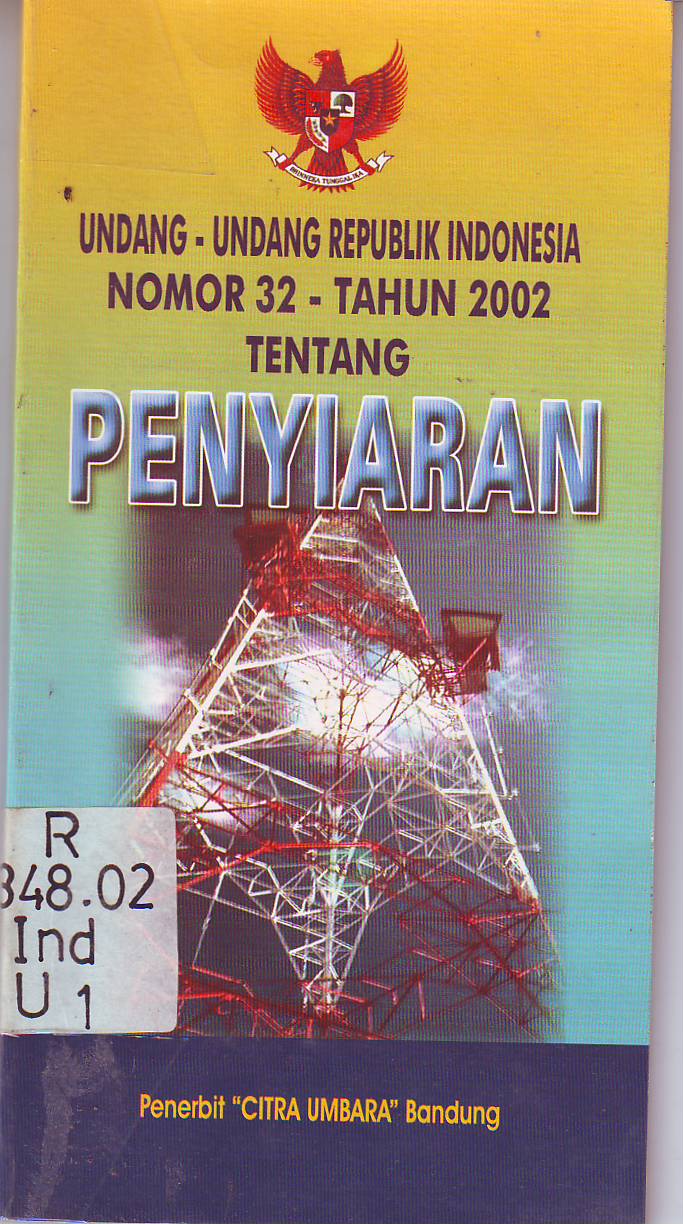 BHINNEKA TUNGGAL IKA
UNDANG - UNDANG REPUBLIK INDONESIA
NOMOR 32 - TAHUN 2002
TENTANG
PENYIARAN
R
348.02
Ind
U 1
Penerbit "CITRA UMBARA" Bandung